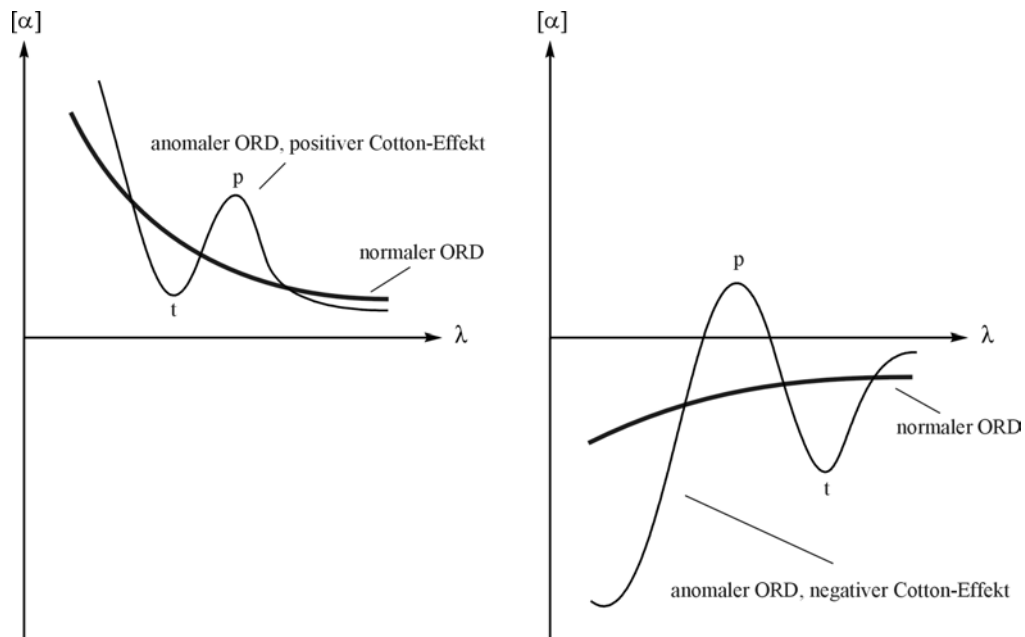 [α]
anomaler ORD, positiver Cotton-Effekt
p
normaler ORD
t
λ
[α]
p
λ
normaler ORD
t
anomaler ORD, negativer Cotton-Effekt